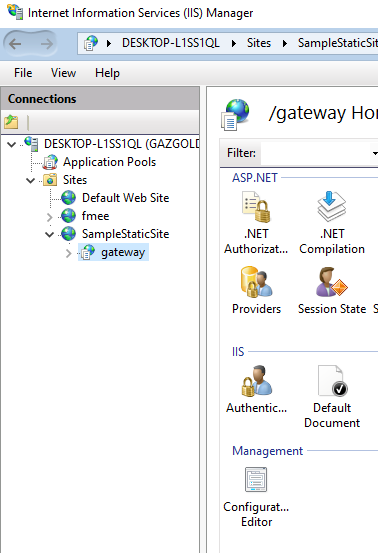 Internet Information Services (IIS) Manager
DESKTOP-L1SS1QL Sites SampleStaticSit
File View Help
Connections
DESKTOP-L1SS1QL (GAZGOLD
Application Pools
Sites
Default Web Site
fmee
SampleStaticSite
gateway
/gateway Ho
Filter:
ASP.NET
.NET Authorizat...
.NET Compilation
Providers
Session State
S
IIS
Authentic...
Default Document
Management
Configurat... Editor